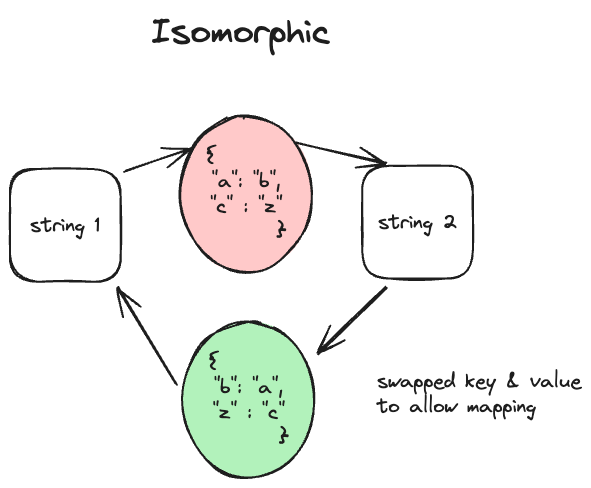 Isomorphic
{
"a": "b",
"c" : "z"
}
string 1
string 2
{
"b": "a",
"z" : "c"
}
swapped key & value
to allow mapping